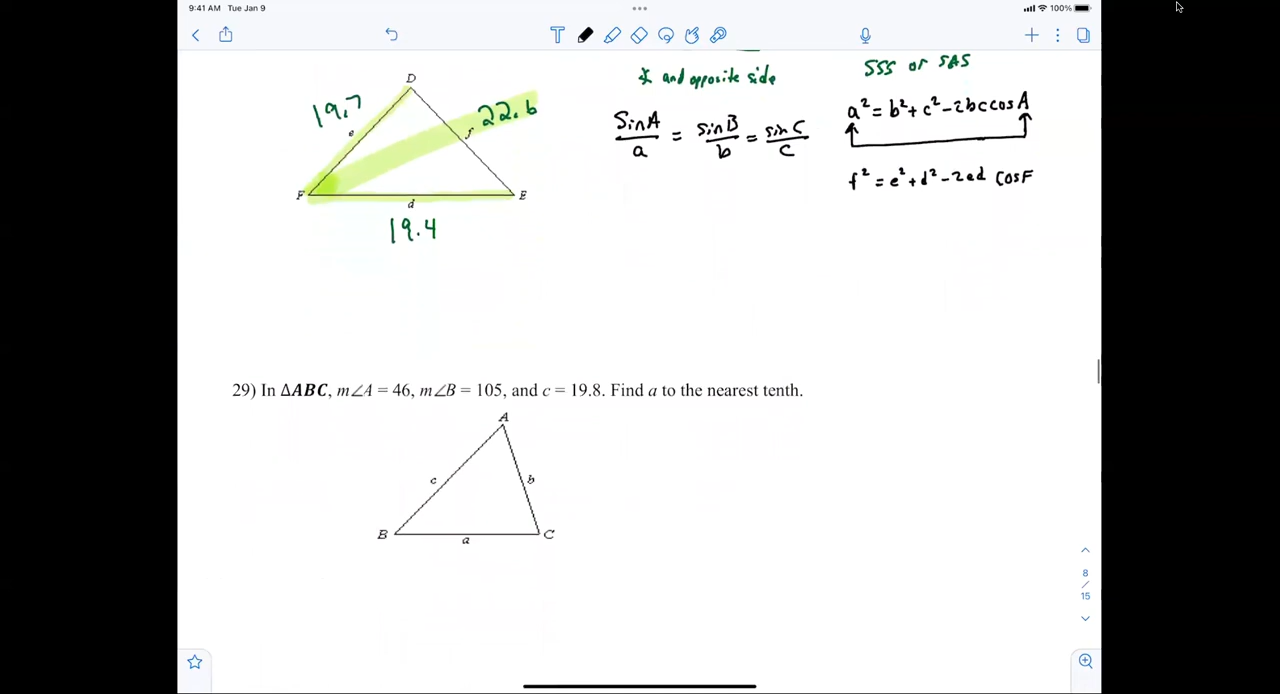 9:41 AM Tue Jan 9
100%
D
19.7
22.6
e
f
F
E
d
19.4
∡ and opposite side
SinA/a = sinB/b = sin C/c
SSS or SAS
a² = b² + c² - 2bc cos A
f² = e² + d² - 2ed cos F
29) In ΔABC, m∠A = 46, m∠B = 105, and c = 19.8. Find a to the nearest tenth.
A
c
b
B
C
a
8
/
15